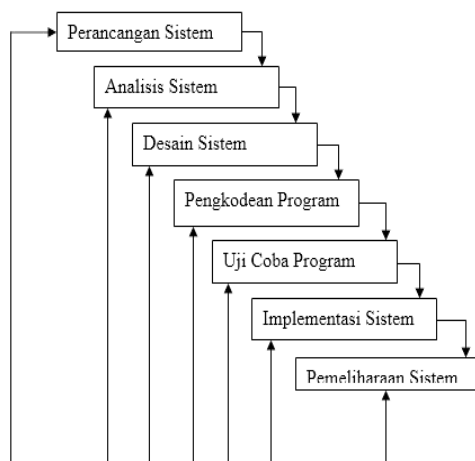 Perancangan Sistem
Analisis Sistem
Desain Sistem
Pengkodean Program
Uji Coba Program
Implementasi Sistem
Pemeliharaan Sistem